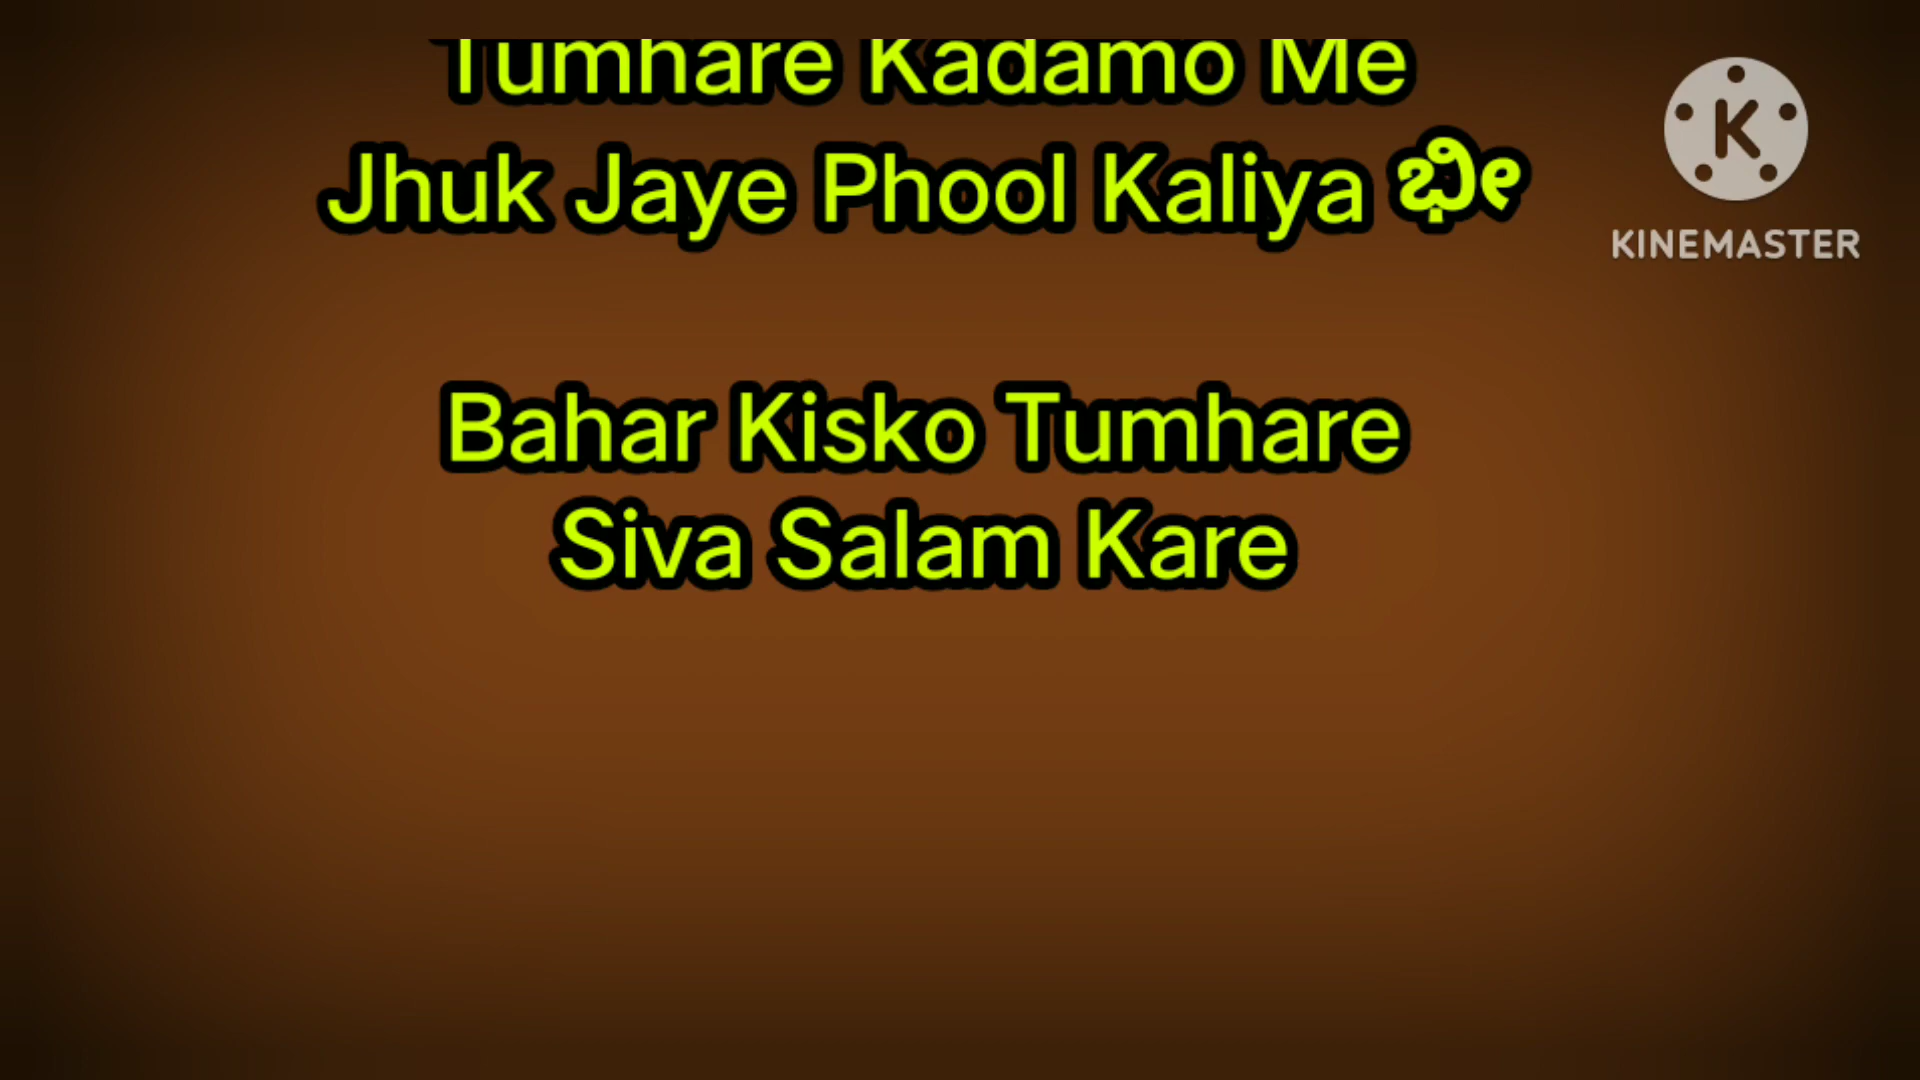 Tumhare Kadamo Me
Jhuk Jaye Phool Kaliya ಭೀ
Bahar Kisko Tumhare
Siva Salam Kare
K
KINEMASTER